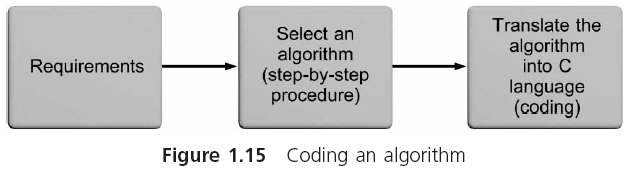 Requirements
Select an
algorithm
(step-by-step
procedure)
Translate the
algorithm
into C
language
(coding)
Figure 1.15 Coding an algorithm